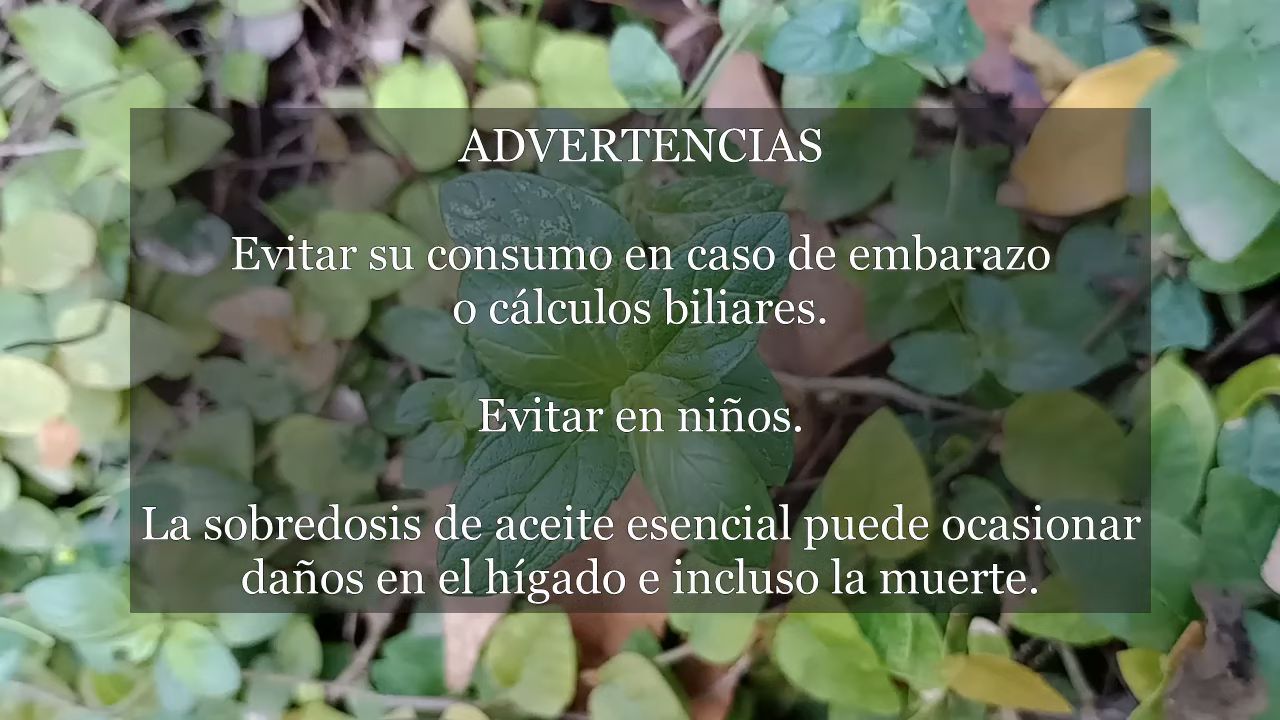 ADVERTENCIAS
Evitar su consumo en caso de embarazo
o cálculos biliares.
Evitar en niños.
La sobredosis de aceite esencial puede ocasionar
daños en el hígado e incluso la muerte.